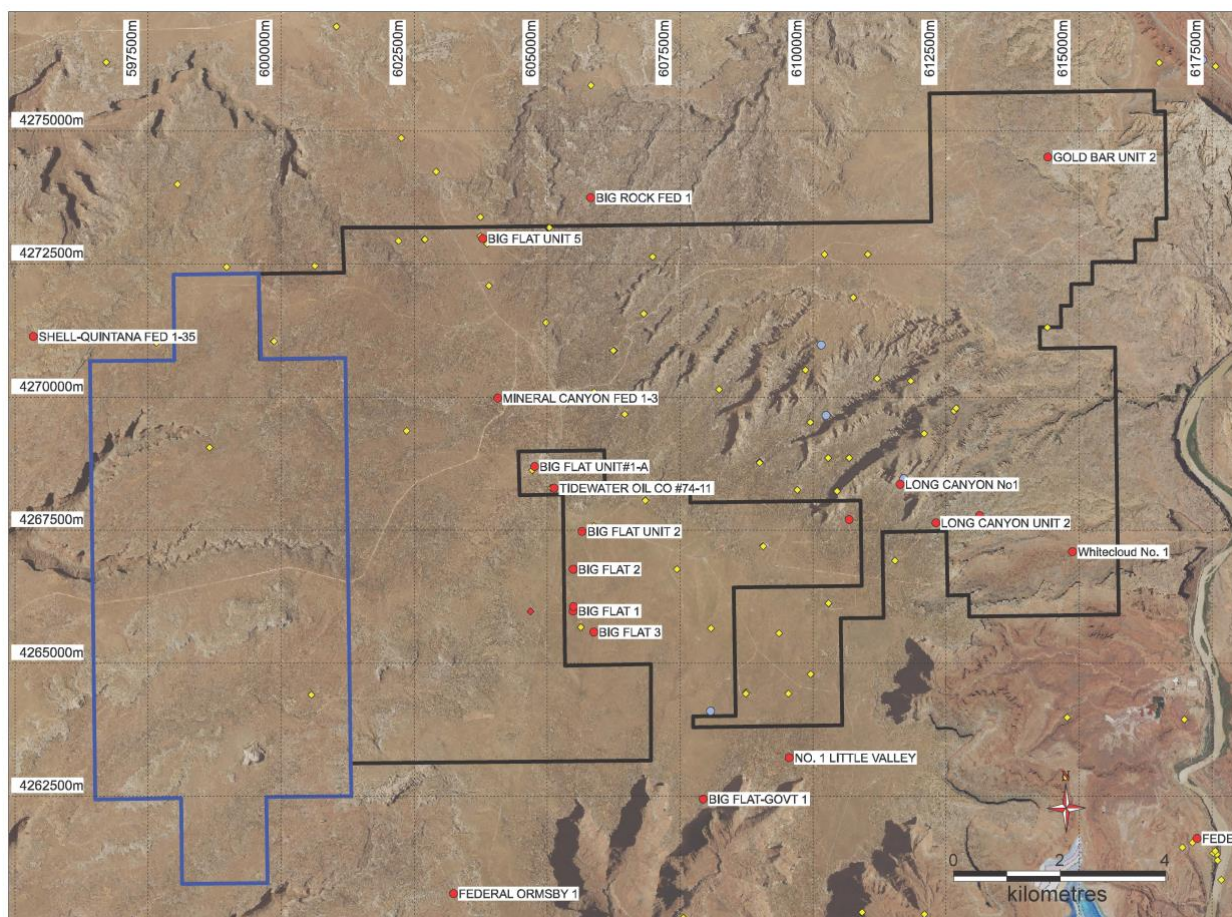 597500m
600000m
602500m
605000m
607500m
610000m
612500m
615000m
617500m
4275000m
GOLD BAR UNIT 2
BIG ROCK FED 1
BIG FLAT UNIT 5
4272500m
SHELL-QUINTANA FED 1-35
4270000m
MINERAL CANYON FED 1-3
BIG FLAT UNIT#1-A
TIDEWATER OIL CO #74-11
LONG CANYON No1
4267500m
BIG FLAT UNIT 2
LONG CANYON UNIT 2
Whitecloud No. 1
BIG FLAT 2
BIG FLAT 1
BIG FLAT 3
4265000m
NO. 1 LITTLE VALLEY
4262500m
BIG FLAT-GOVT 1
N
FEDE
0 2 4
kilometres
FEDERAL ORMSBY 1